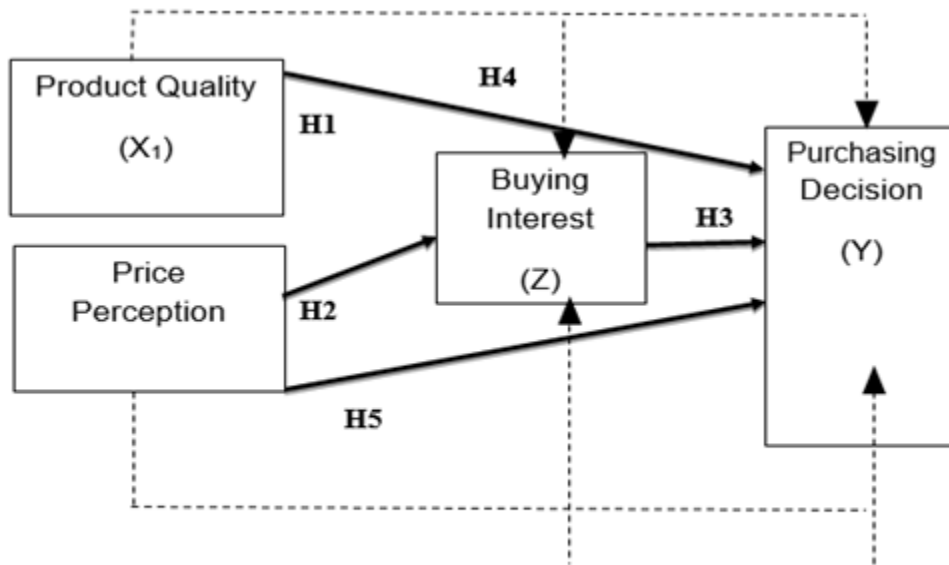 Product Quality
(X₁)
H1
H4
Buying
Interest
(Z)
Purchasing
Decision
(Y)
H3
Price
Perception
H2
H5